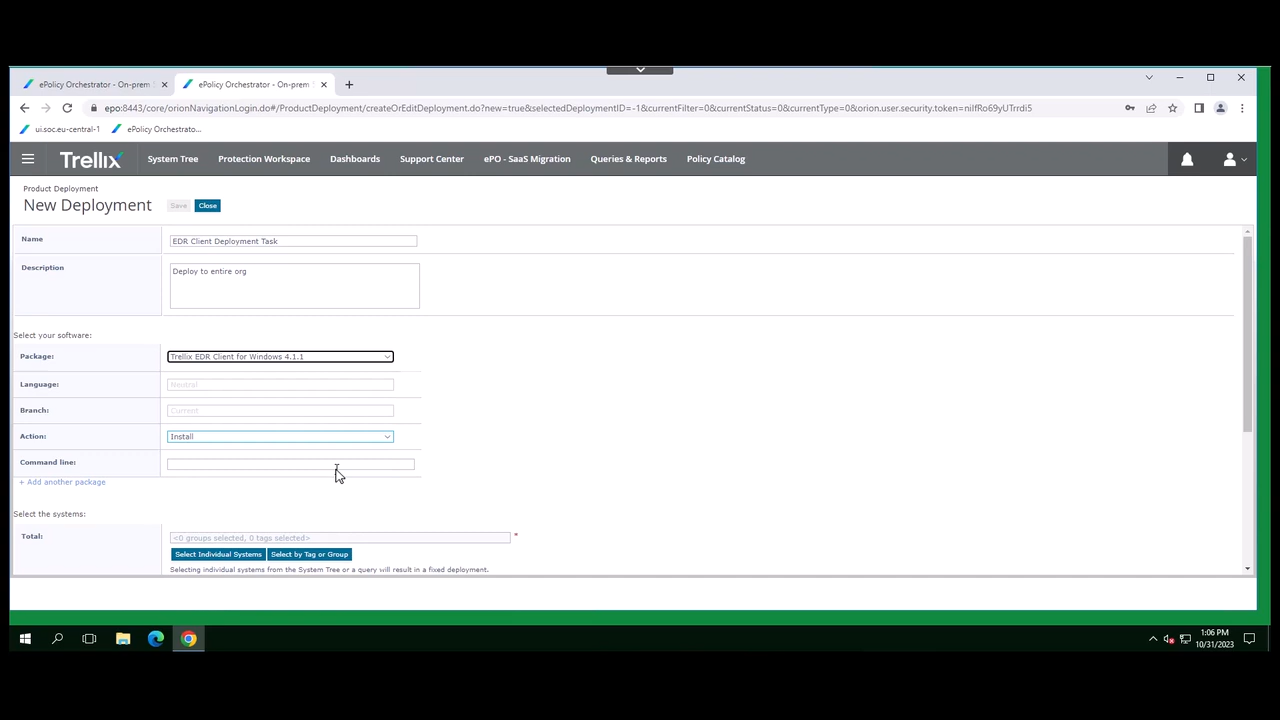 ePolicy Orchestrator - On-prem
ePolicy Orchestrator - On-prem
epo:8443/core/orionNavigationLogin.do#/ProductDeployment/createOrEditDeployment.do?new=true&selectedDeploymentID=-1&currentFilter=0&currentStatus=0&currentType=0&orion.user.security.token=niIfRo69yUTrrdi5
ui.soc.eu-central-1
ePolicy Orchestrato...
Trellix
System Tree
Protection Workspace
Dashboards
Support Center
ePO - SaaS Migration
Queries & Reports
Policy Catalog
Product Deployment
New Deployment
Save
Close
Name
EDR Client Deployment Task
Description
Deploy to entire org
Select your software:
Package:
Trellix EDR Client for Windows 4.1.1
Language:
Neutral
Branch:
Current
Action:
Install
Command line:
+ Add another package
Select the systems:
Total:
<0 groups selected, 0 tags selected>
*
Select Individual Systems
Select by Tag or Group
Selecting individual systems from the System Tree or a query will result in a fixed deployment.
1:06 PM
10/31/2023